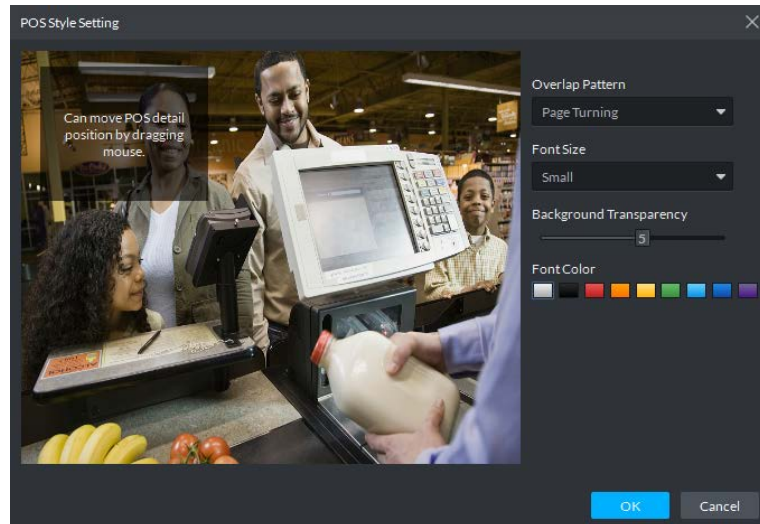 POS Style Setting
Can move POS detail
position by dragging
mouse.
Overlap Pattern
Page Turning
Font Size
Small
Background Transparency
5
Font Color
OK
Cancel